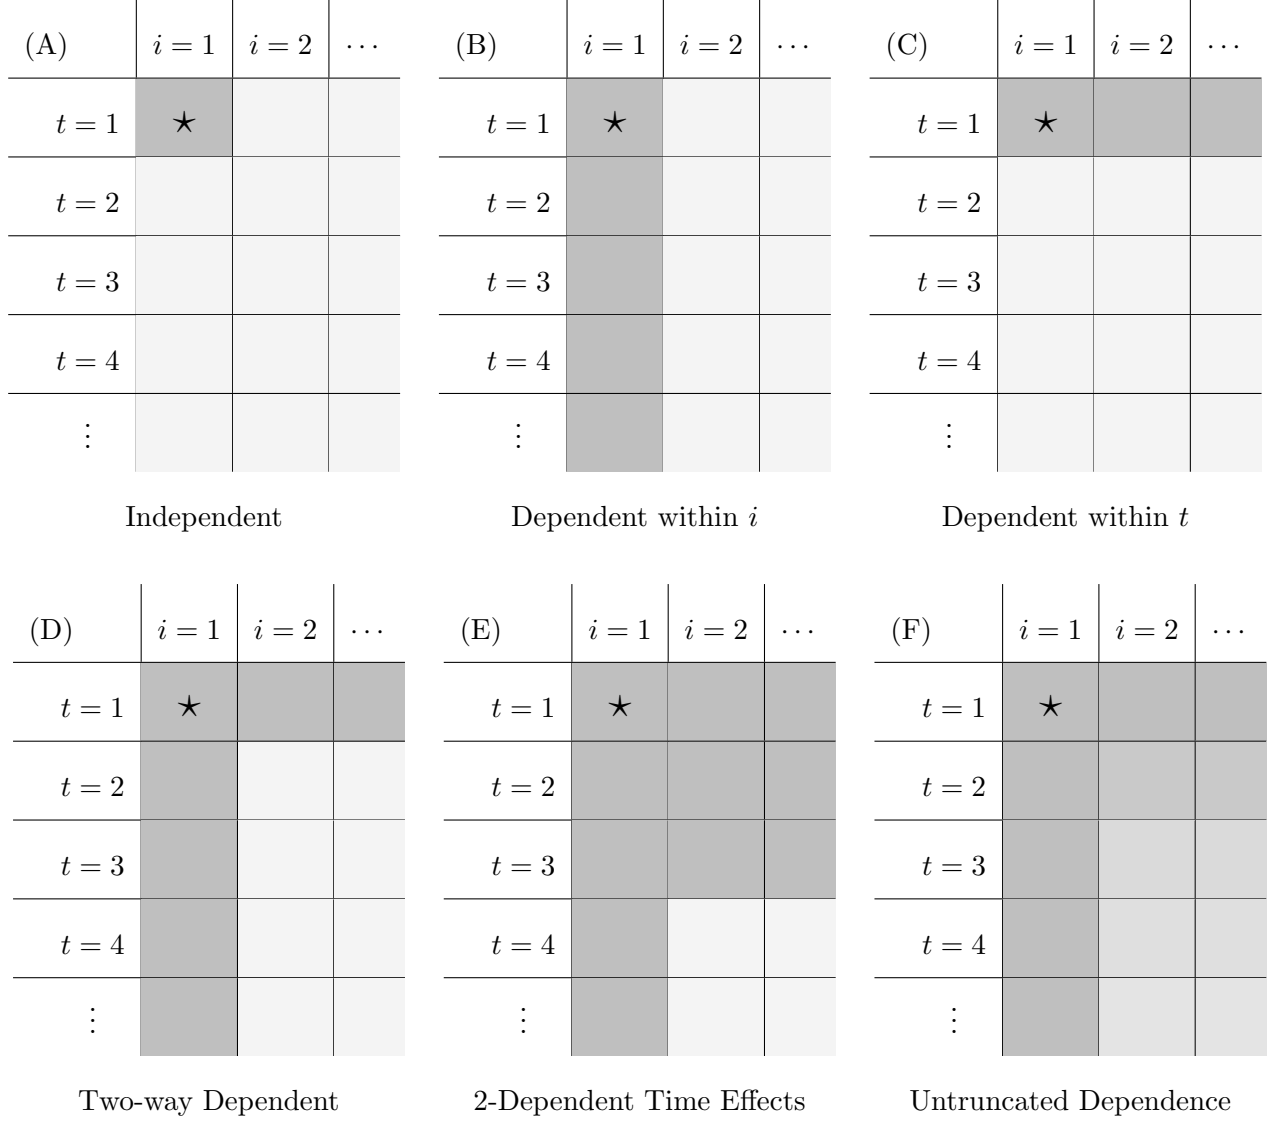 (A) i = 1 i = 2 ⋯ (B) i = 1 i = 2 ⋯ (C) i = 1 i = 2 ⋯
t = 1 ⋆ t = 1 ⋆ t = 1 ⋆
t = 2 t = 2 t = 2
t = 3 t = 3 t = 3
t = 4 t = 4 t = 4
⋮ ⋮ ⋮
Independent Dependent within i Dependent within t
(D) i = 1 i = 2 ⋯ (E) i = 1 i = 2 ⋯ (F) i = 1 i = 2 ⋯
t = 1 ⋆ t = 1 ⋆ t = 1 ⋆
t = 2 t = 2 t = 2
t = 3 t = 3 t = 3
t = 4 t = 4 t = 4
⋮ ⋮ ⋮
Two-way Dependent 2-Dependent Time Effects Untruncated Dependence